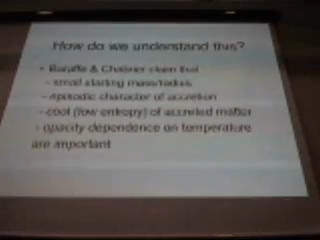 How do we understand this?
• Baraffe & Chabrier claim that
- small starting mass/radius
- episodic character of accretion
- cool (low entropy) of accreted matter
- opacity dependence on temperature
are important